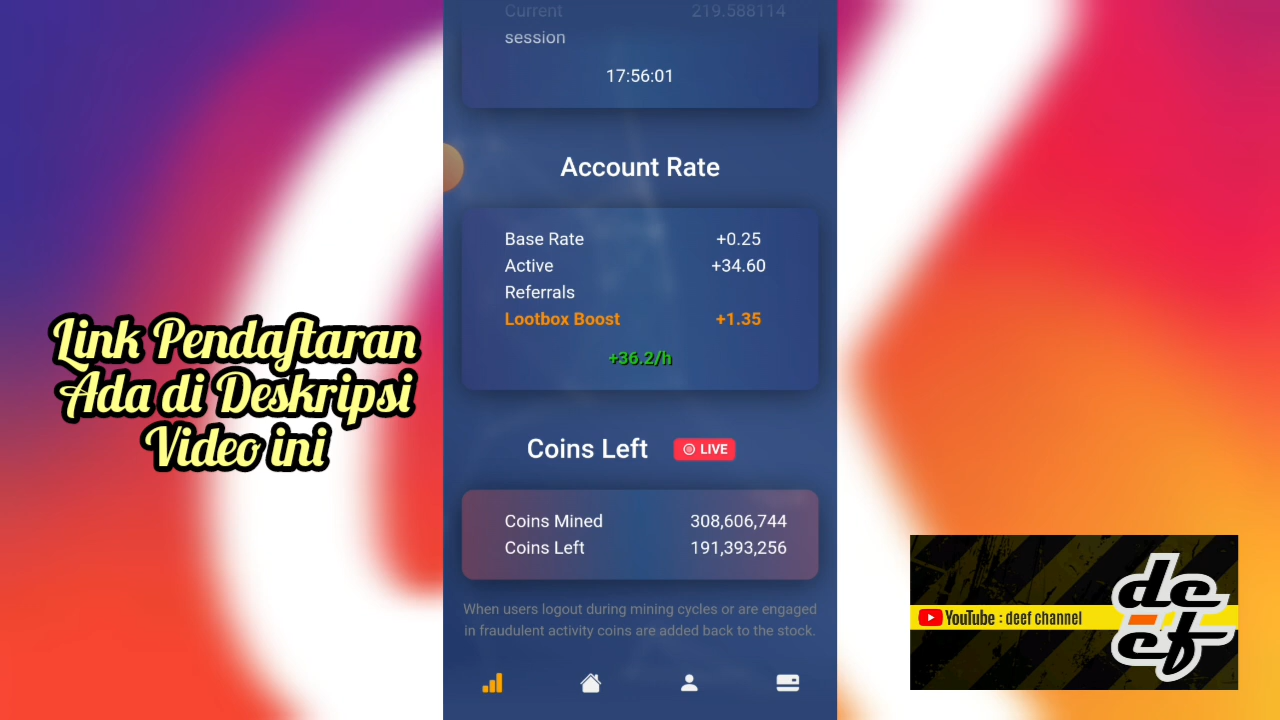 Current 219.588114
session
17:56:01
Account Rate
Base Rate +0.25
Active +34.60
Referrals
Lootbox Boost +1.35
+36.2/h
Coins Left LIVE
Coins Mined 308,606,744
Coins Left 191,393,256
When users logout during mining cycles or are engaged
in fraudulent activity coins are added back to the stock.
Link Pendaftaran
Ada di Deskripsi
Video ini
YouTube : deef channel
de
ef